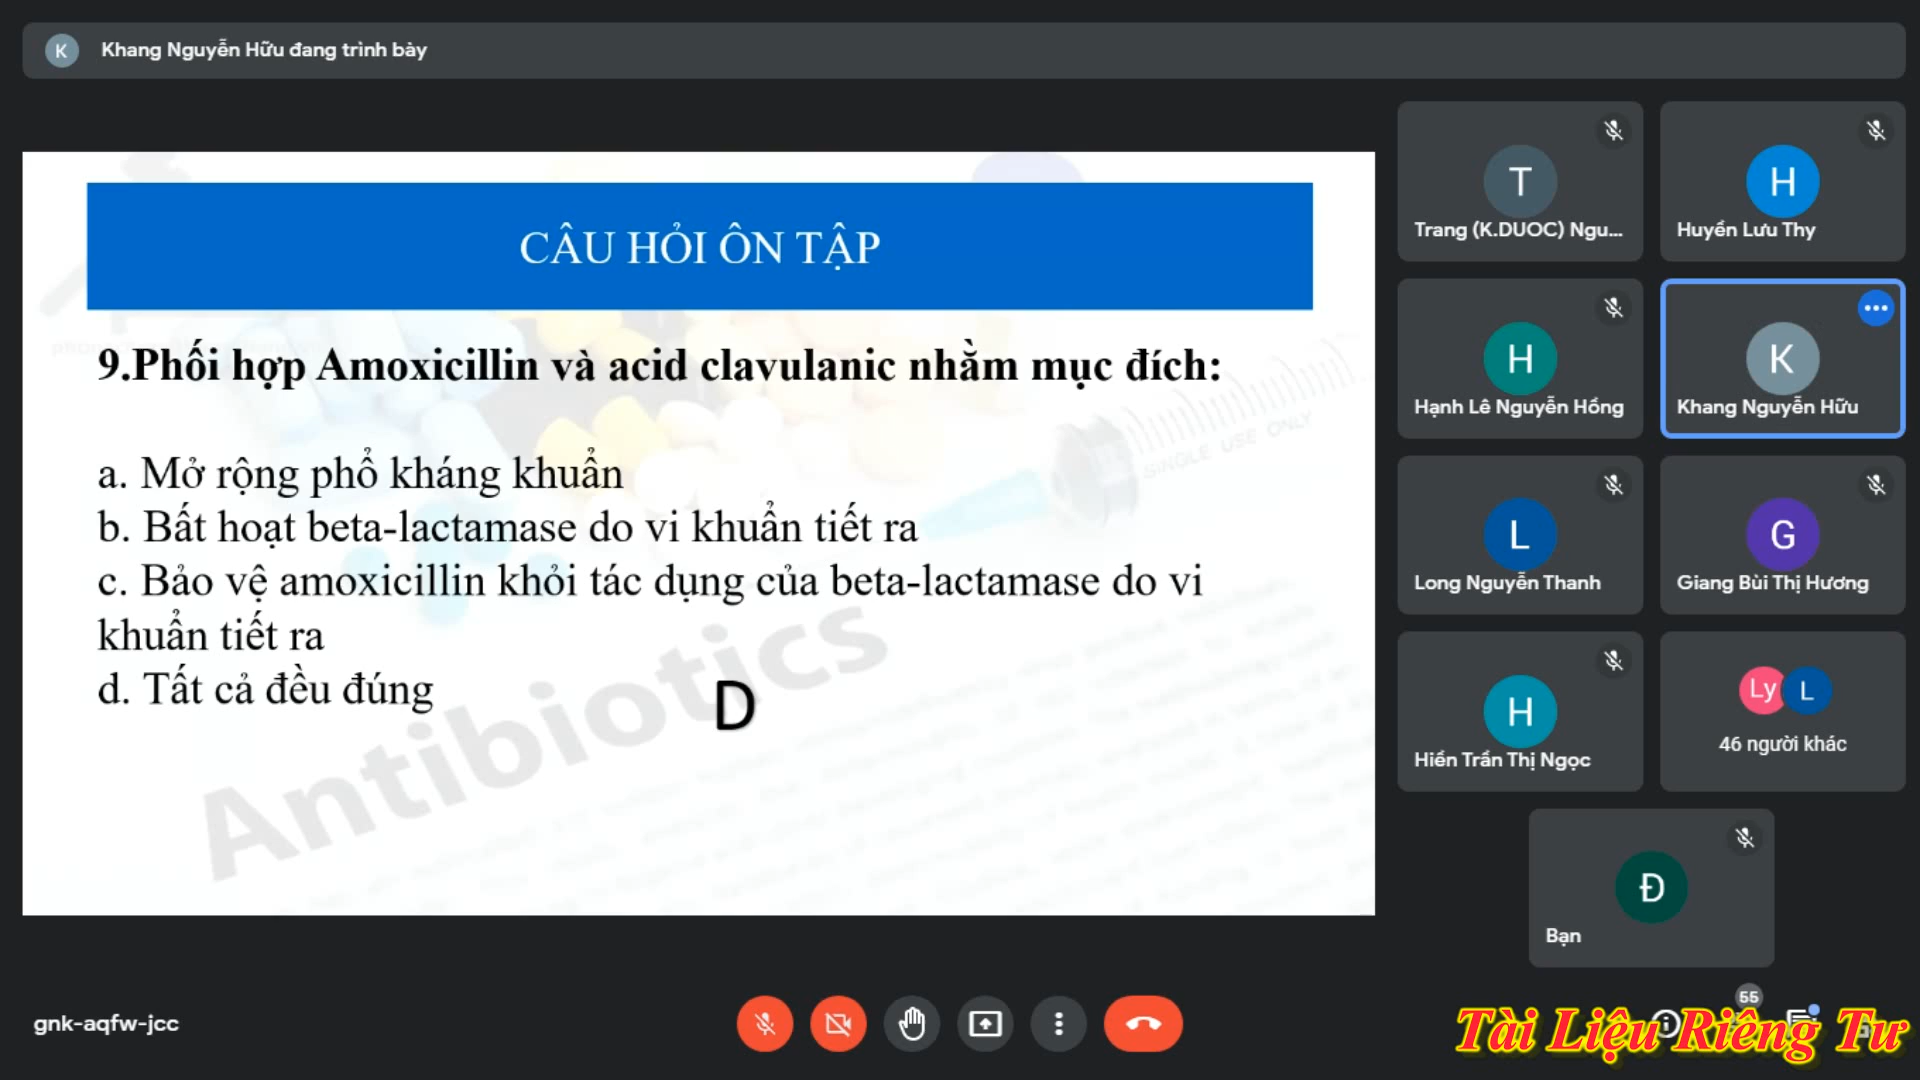 K Khang Nguyễn Hữu đang trình bày
CÂU HỎI ÔN TẬP
9.Phối hợp Amoxicillin và acid clavulanic nhằm mục đích:
a. Mở rộng phổ kháng khuẩn
b. Bất hoạt beta-lactamase do vi khuẩn tiết ra
c. Bảo vệ amoxicillin khỏi tác dụng của beta-lactamase do vi
khuẩn tiết ra
d. Tất cả đều đúng
D
Antibiotics
SINGLE USE ONLY
T
Trang (K.DUOC) Ngu...
H
Huyền Lưu Thy
H
Hạnh Lê Nguyễn Hồng
K
Khang Nguyễn Hữu
L
Long Nguyễn Thanh
G
Giang Bùi Thị Hương
H
Hiền Trần Thị Ngọc
Ly L
46 người khác
Đ
Bạn
gnk-aqfw-jcc
55
Tài Liệu Riêng Tư